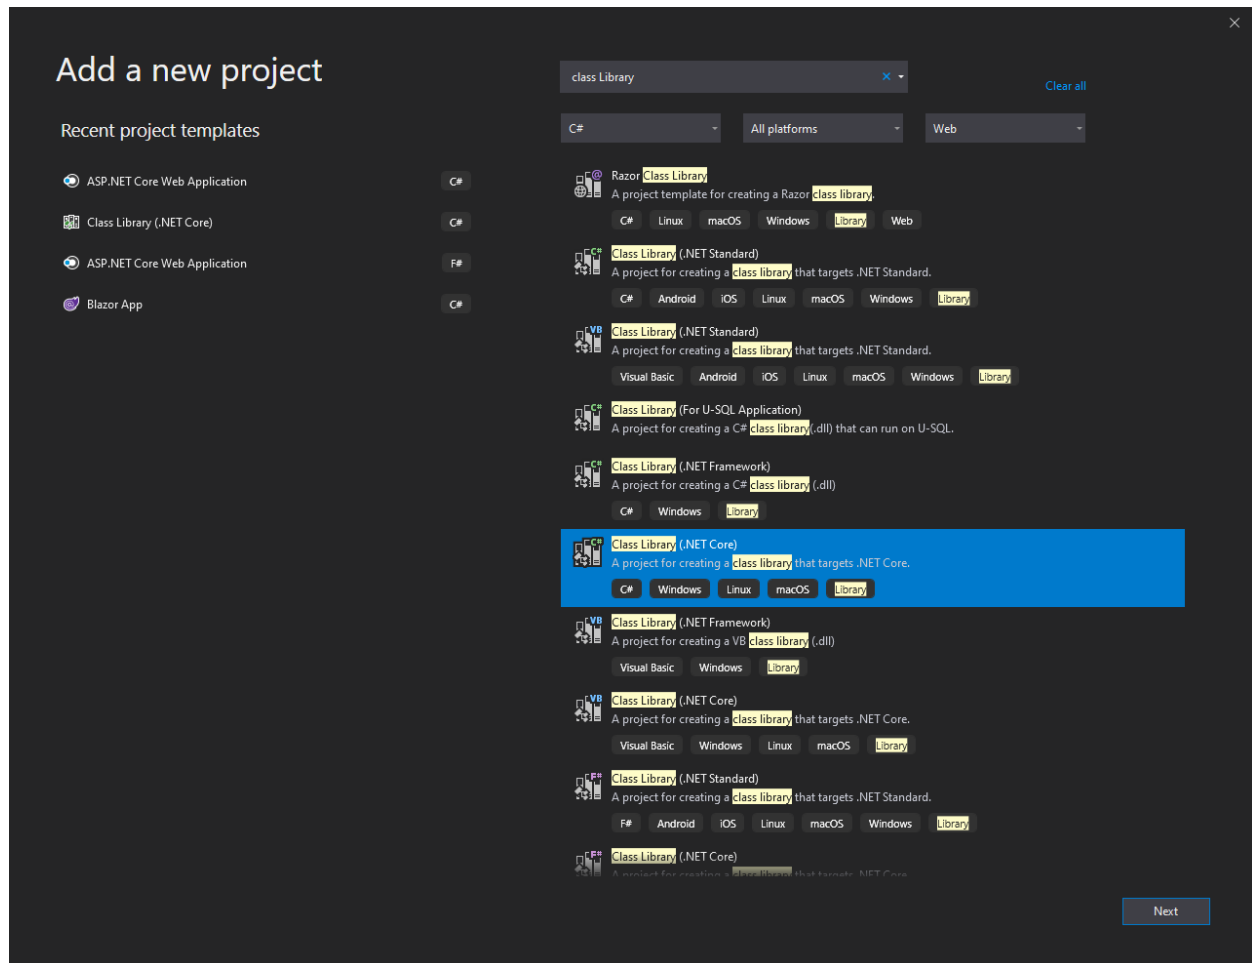 Add a new project
Recent project templates
ASP.NET Core Web Application C#
Class Library (.NET Core) C#
ASP.NET Core Web Application F#
Blazor App C#
class Library
Clear all
C# All platforms Web
Razor Class Library
A project template for creating a Razor class library.
C# Linux macOS Windows Library Web
Class Library (.NET Standard)
A project for creating a class library that targets .NET Standard.
C# Android iOS Linux macOS Windows Library
Class Library (.NET Standard)
A project for creating a class library that targets .NET Standard.
Visual Basic Android iOS Linux macOS Windows Library
Class Library (For U-SQL Application)
A project for creating a C# class library(.dll) that can run on U-SQL.
Class Library (.NET Framework)
A project for creating a C# class library (.dll)
C# Windows Library
Class Library (.NET Core)
A project for creating a class library that targets .NET Core.
C# Windows Linux macOS Library
Class Library (.NET Framework)
A project for creating a VB class library (.dll)
Visual Basic Windows Library
Class Library (.NET Core)
A project for creating a class library that targets .NET Core.
Visual Basic Windows Linux macOS Library
Class Library (.NET Standard)
A project for creating a class library that targets .NET Standard.
F# Android iOS Linux macOS Windows Library
Class Library (.NET Core)
A project for creating a class library that targets .NET Core
Next